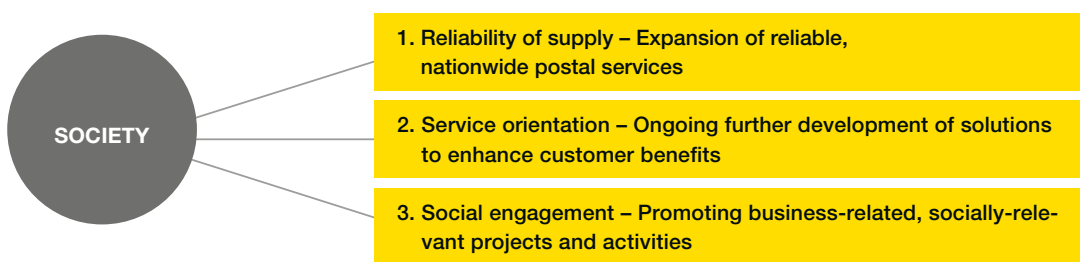 SOCIETY
1. Reliability of supply – Expansion of reliable,
nationwide postal services
2. Service orientation – Ongoing further development of solutions
to enhance customer benefits
3. Social engagement – Promoting business-related, socially-rele-
vant projects and activities